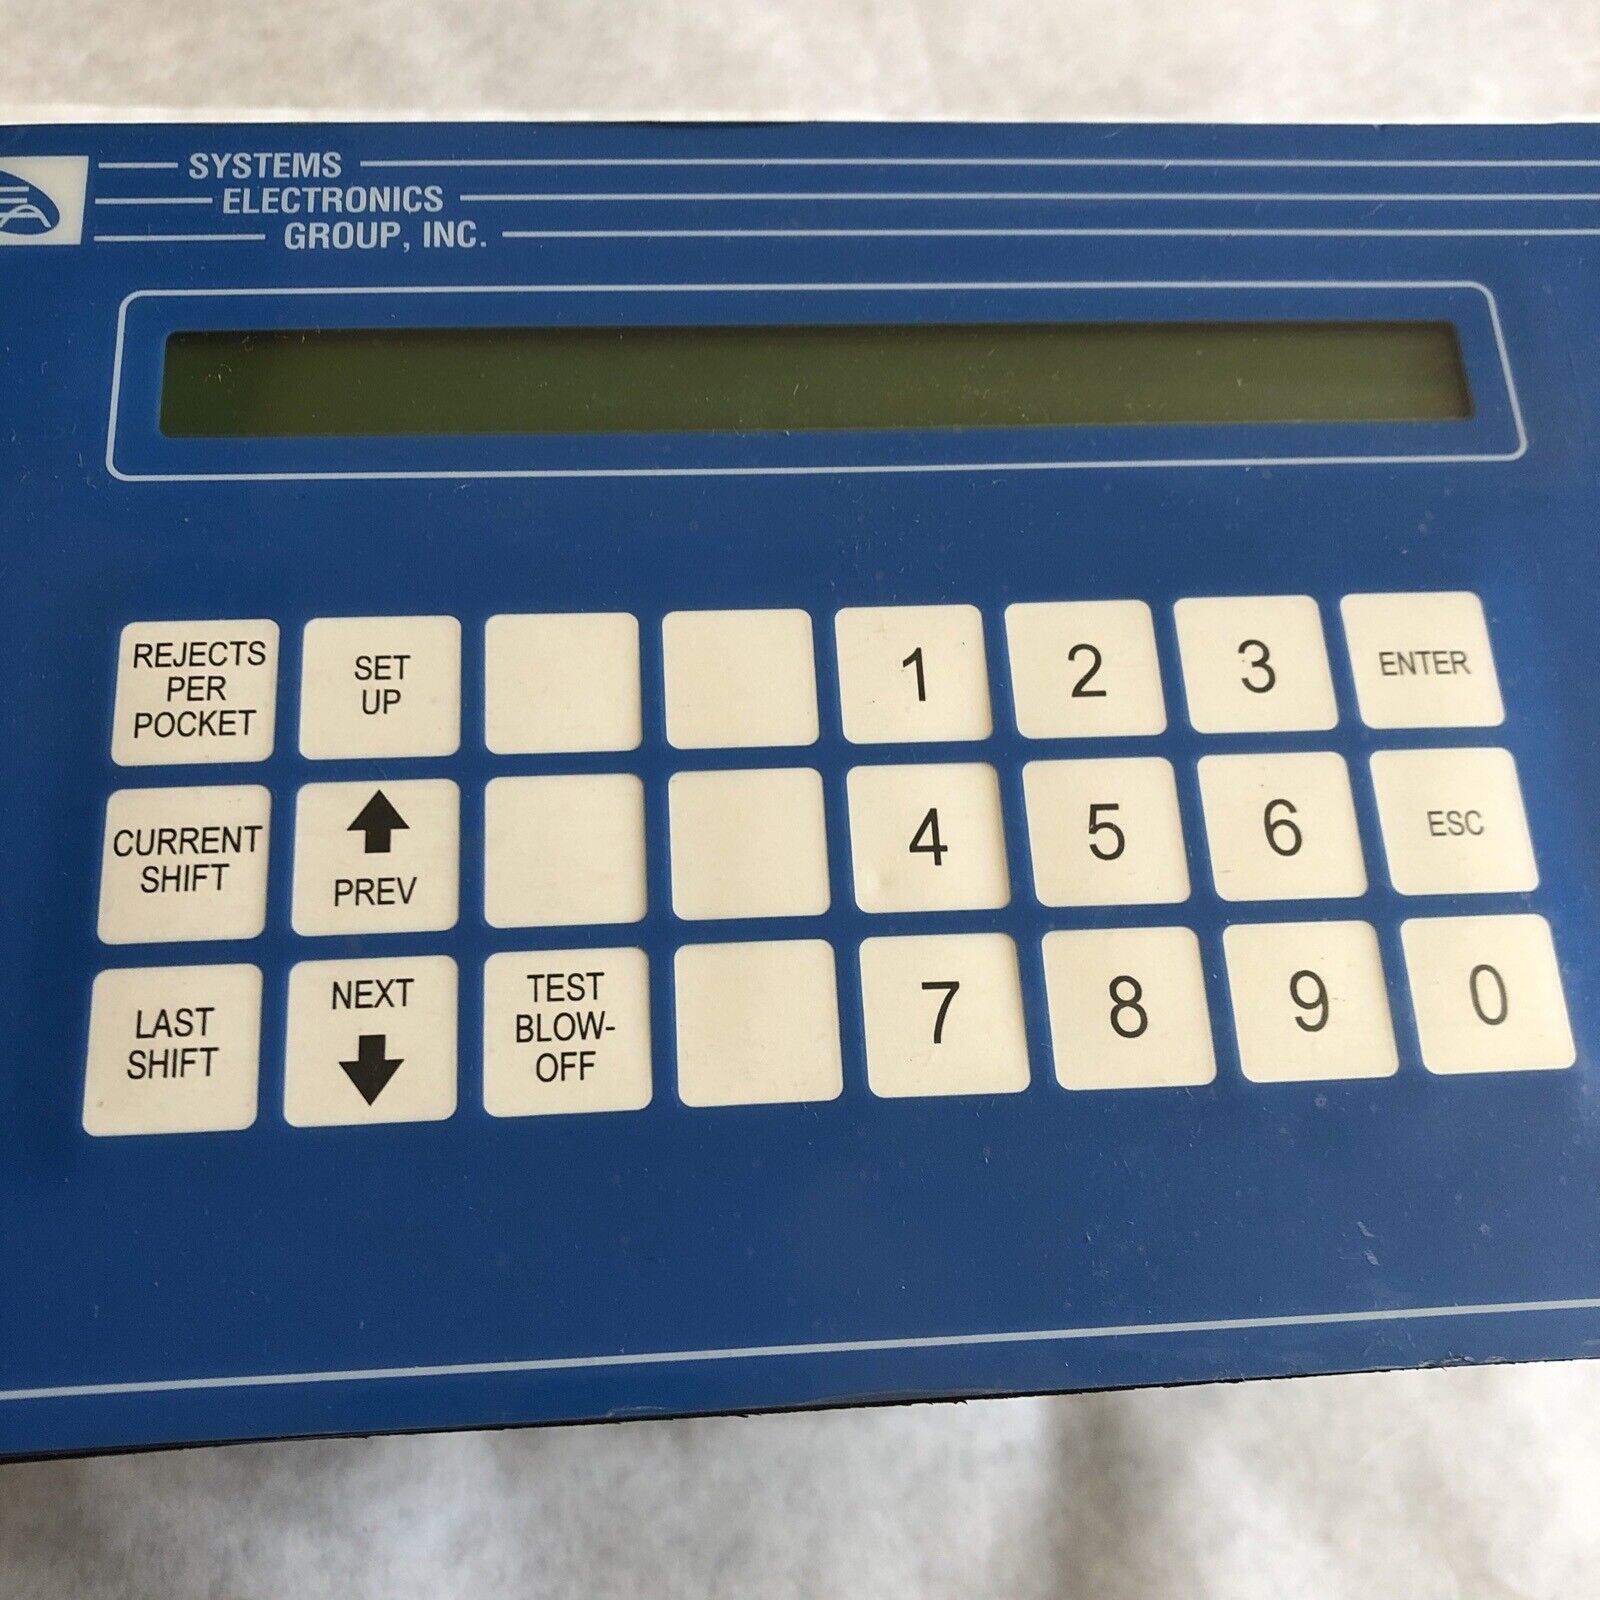 SYSTEMS
ELECTRONICS
GROUP, INC.
REJECTS
PER
POCKET
SET
UP
1
2
3
ENTER
CURRENT
SHIFT
PREV
4
5
6
ESC
LAST
SHIFT
NEXT
TEST
BLOW-
OFF
7
8
9
0